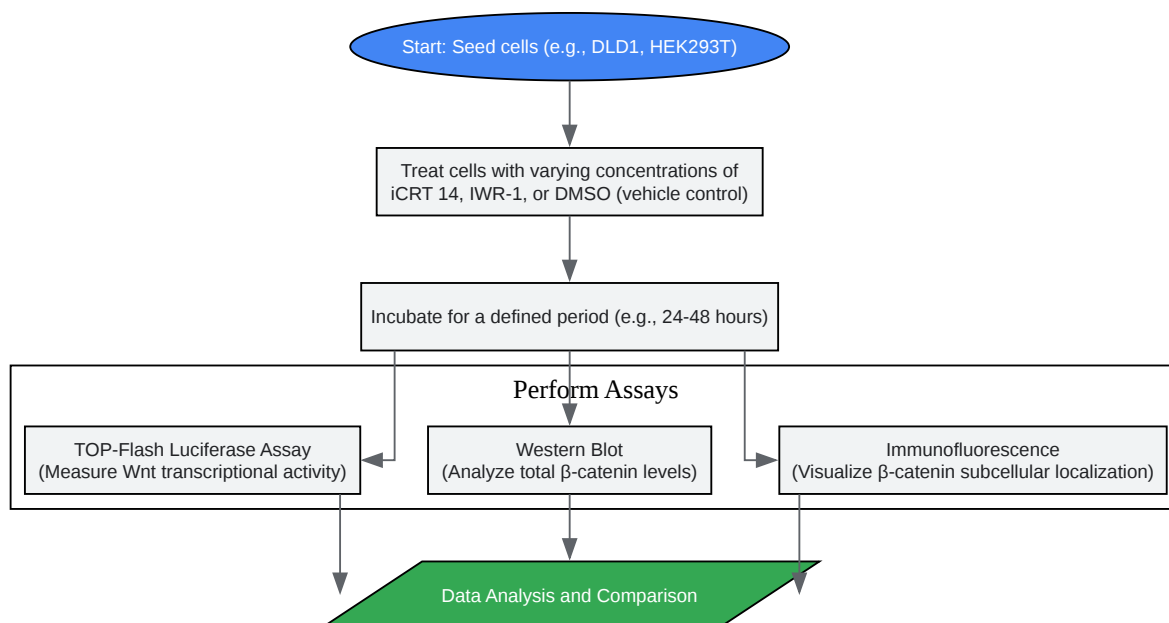 Start: Seed cells (e.g., DLD1, HEK293T)
Treat cells with varying concentrations of
iCRT 14, IWR-1, or DMSO (vehicle control)
Incubate for a defined period (e.g., 24-48 hours)
Perform Assays
TOP-Flash Luciferase Assay
(Measure Wnt transcriptional activity)
Western Blot
(Analyze total β-catenin levels)
Immunofluorescence
(Visualize β-catenin subcellular localization)
Data Analysis and Comparison